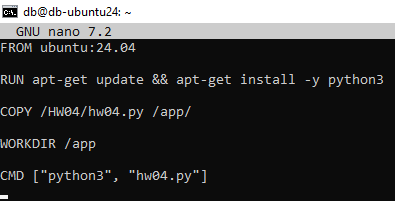 db@db-ubuntu24: ~
GNU nano 7.2
FROM ubuntu:24.04
RUN apt-get update && apt-get install -y python3
COPY /HW04/hw04.py /app/
WORKDIR /app
CMD ["python3", "hw04.py"]